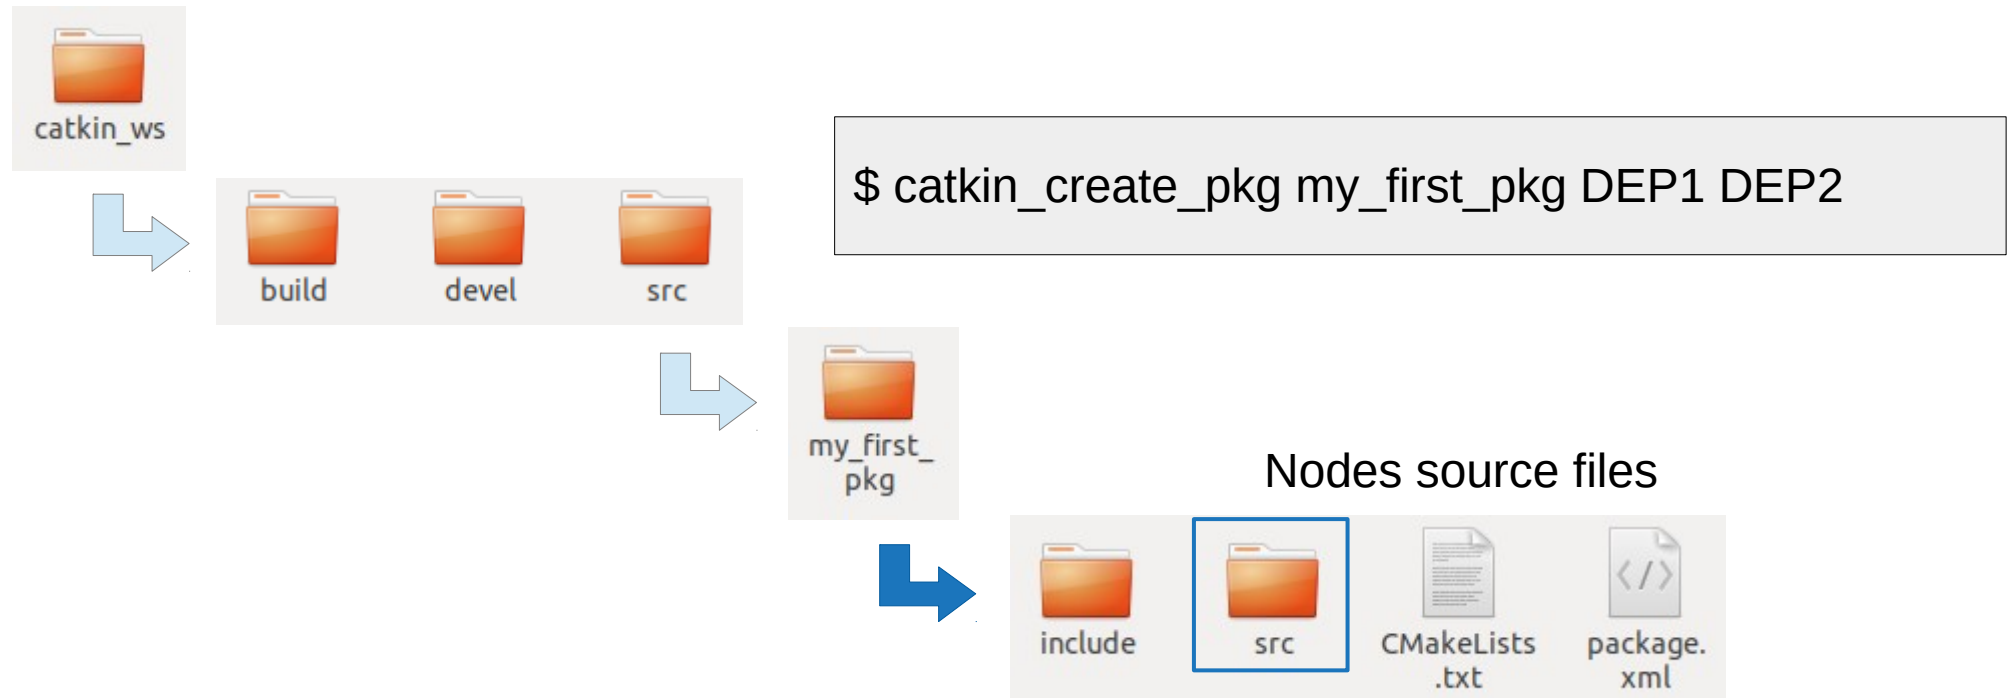 catkin_ws
$ catkin_create_pkg my_first_pkg DEP1 DEP2
build devel src
my_first_
pkg
Nodes source files
include src CMakeLists package.
.txt xml